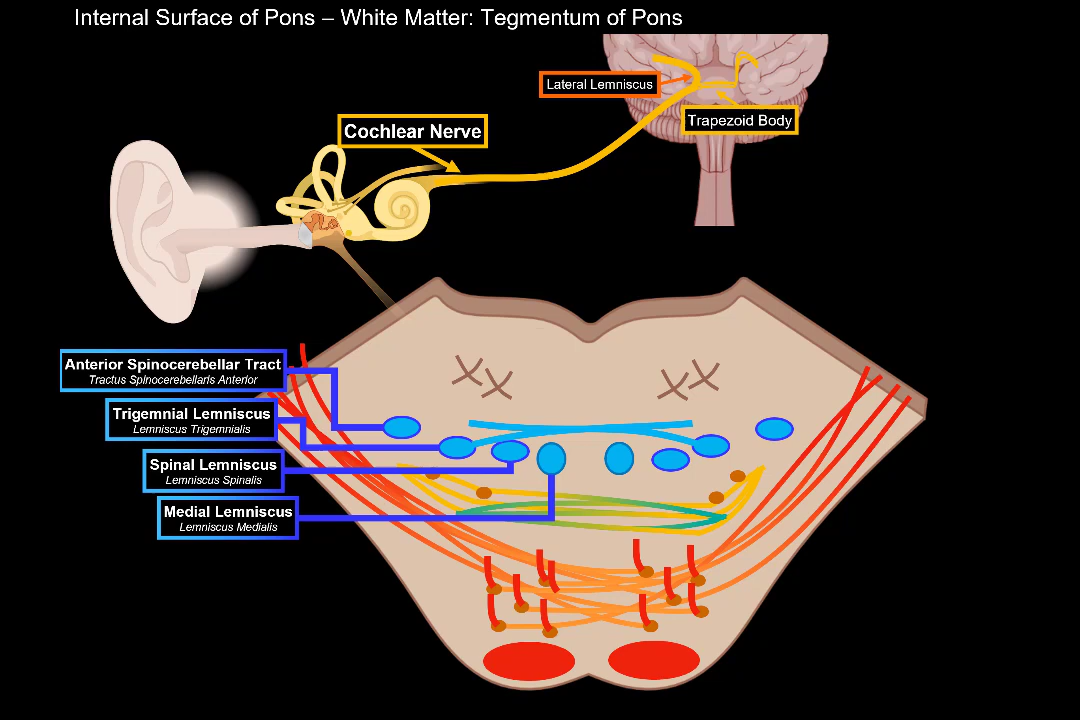 Internal Surface of Pons – White Matter: Tegmentum of Pons
Lateral Lemniscus
Trapezoid Body
Cochlear Nerve
Anterior Spinocerebellar Tract
Tractus Spinocerebellaris Anterior
Trigemnial Lemniscus
Lemniscus Trigemnialis
Spinal Lemniscus
Lemniscus Spinalis
Medial Lemniscus
Lemniscus Medialis